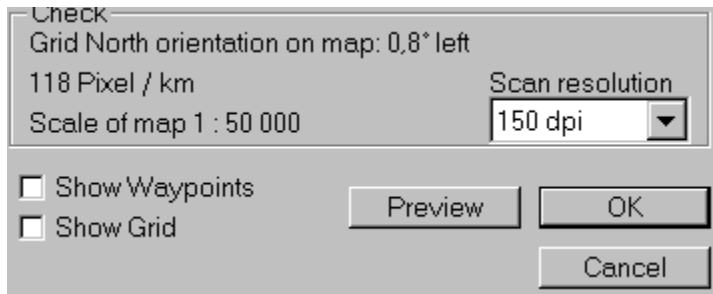 Check
Grid North orientation on map: 0,8° left
118 Pixel / km
Scan resolution
Scale of map 1 : 50 000
150 dpi
Show Waypoints
Show Grid
Preview
OK
Cancel